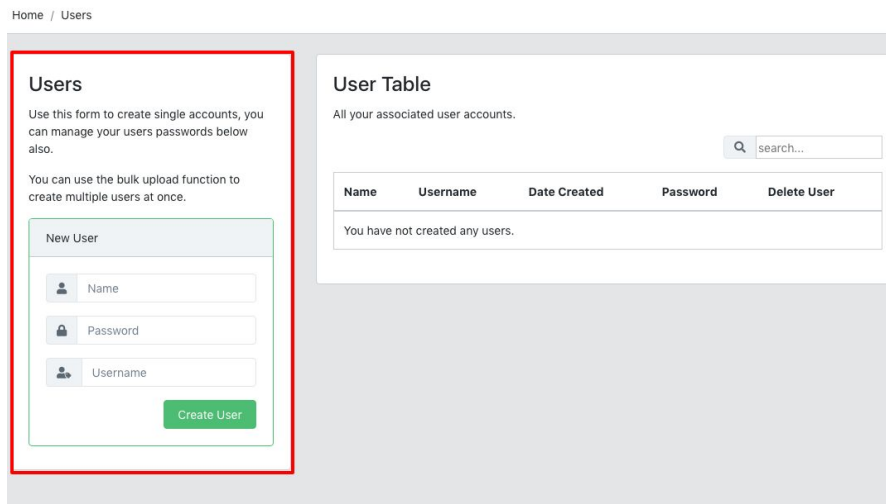 Home / Users
Users
Use this form to create single accounts, you
can manage your users passwords below
also.
You can use the bulk upload function to
create multiple users at once.
New User
Name
Password
Username
Create User
User Table
All your associated user accounts.
search...
Name Username Date Created Password Delete User
You have not created any users.